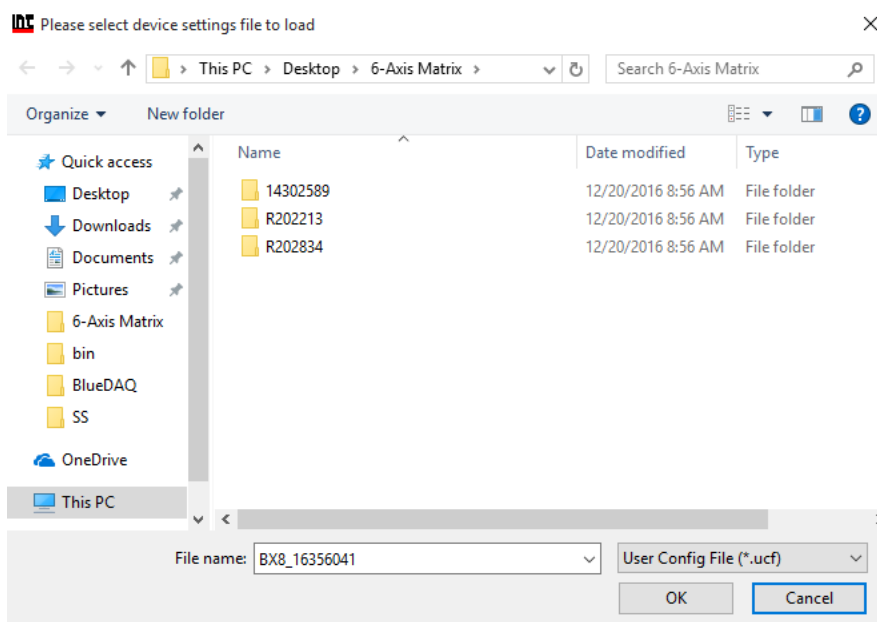 Please select device settings file to load
This PC > Desktop > 6-Axis Matrix >
Search 6-Axis Matrix
Organize
New folder
?
Name
Date modified
Type
Quick access
Desktop
Downloads
Documents
Pictures
6-Axis Matrix
bin
BlueDAQ
SS
OneDrive
This PC
14302589 12/20/2016 8:56 AM File folder
R202213 12/20/2016 8:56 AM File folder
R202834 12/20/2016 8:56 AM File folder
File name: BX8_16356041
User Config File (*.ucf)
OK
Cancel